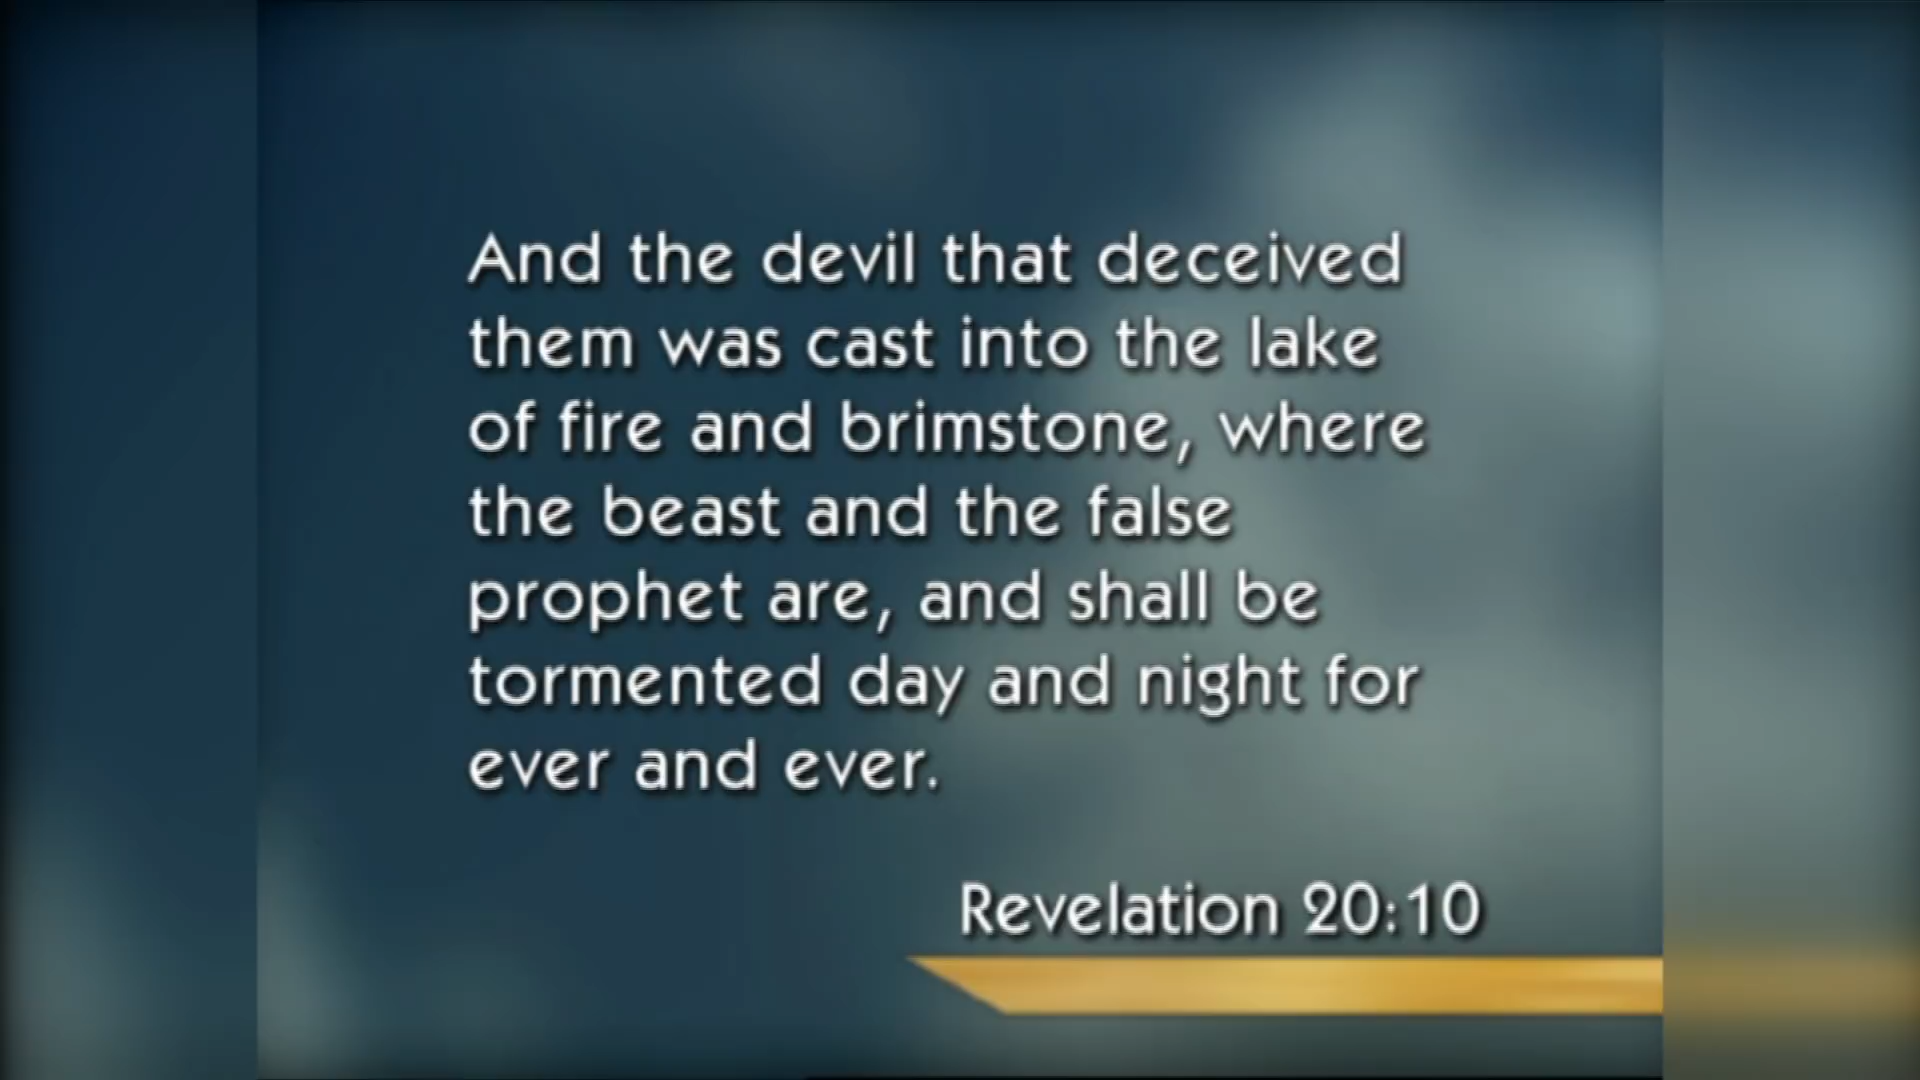 And the devil that deceived
them was cast into the lake
of fire and brimstone, where
the beast and the false
prophet are, and shall be
tormented day and night for
ever and ever.
Revelation 20:10